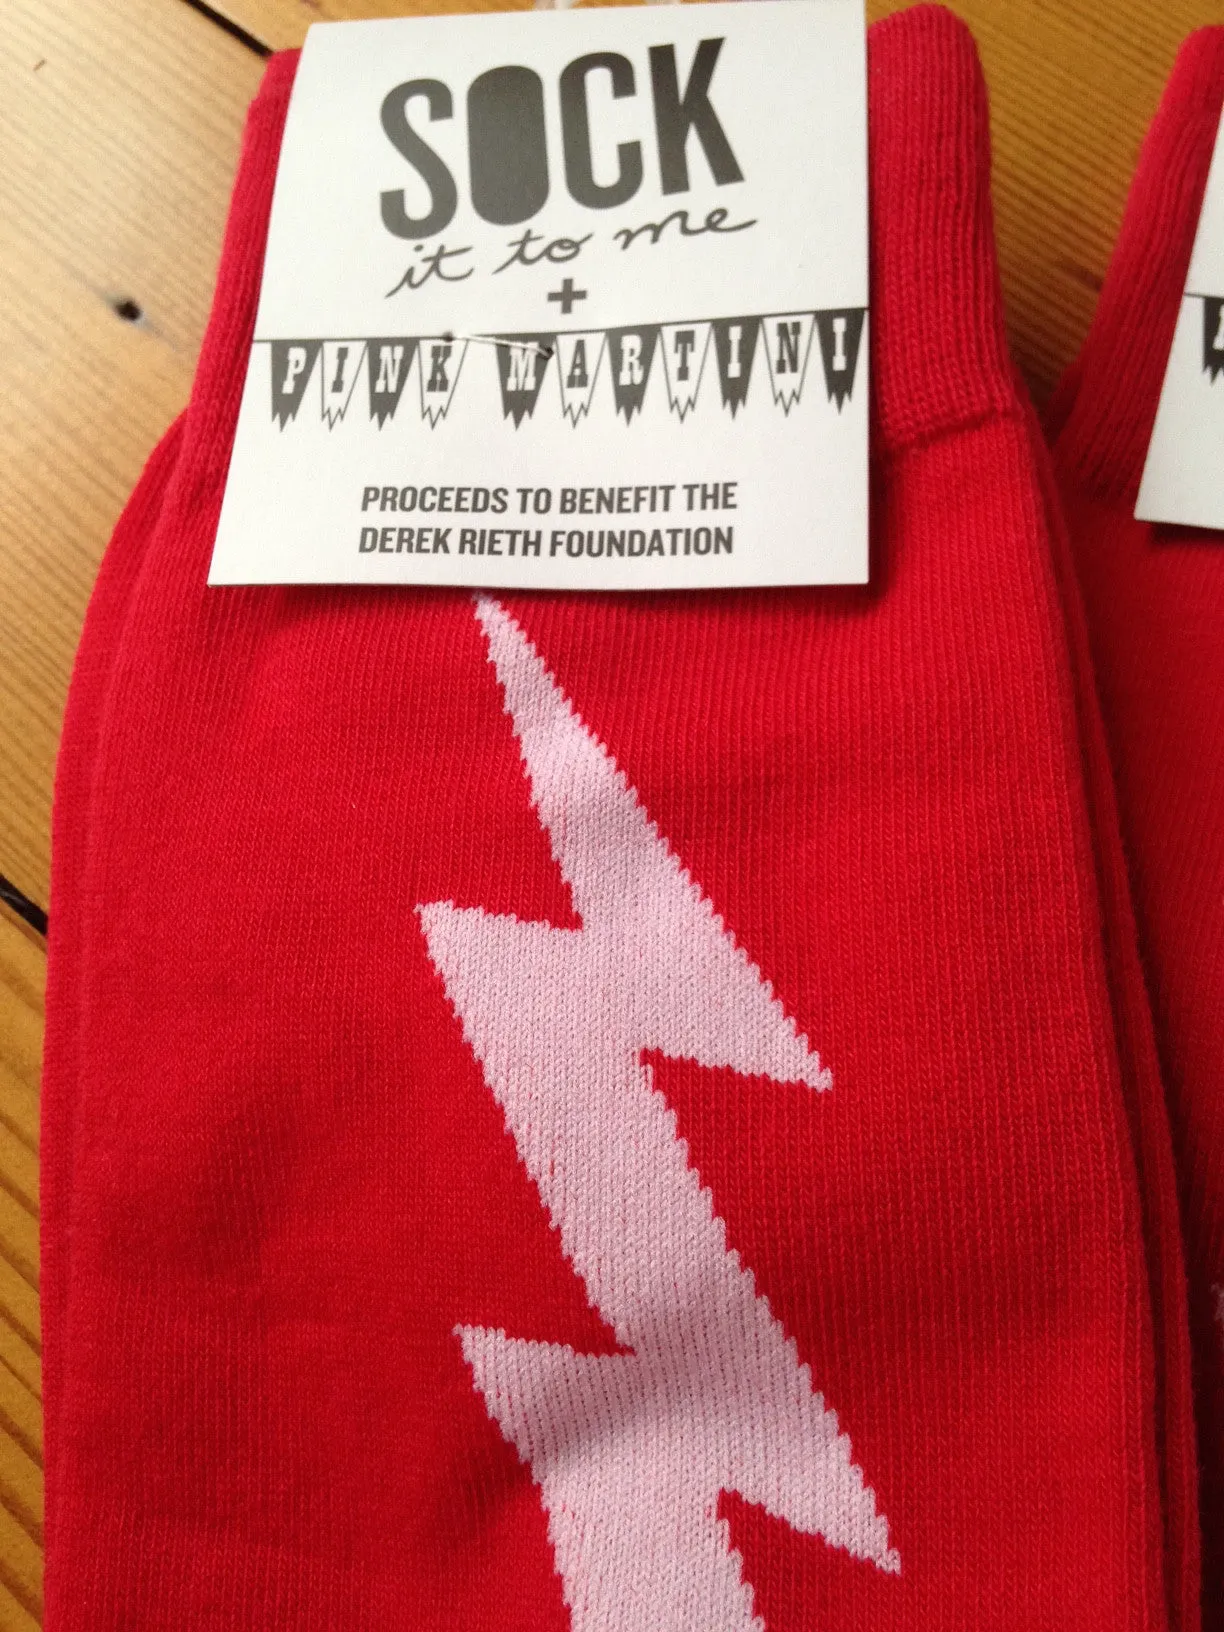 SOCK
it to me
+
PINK MARTINI
PROCEEDS TO BENEFIT THE
DEREK RIETH FOUNDATION